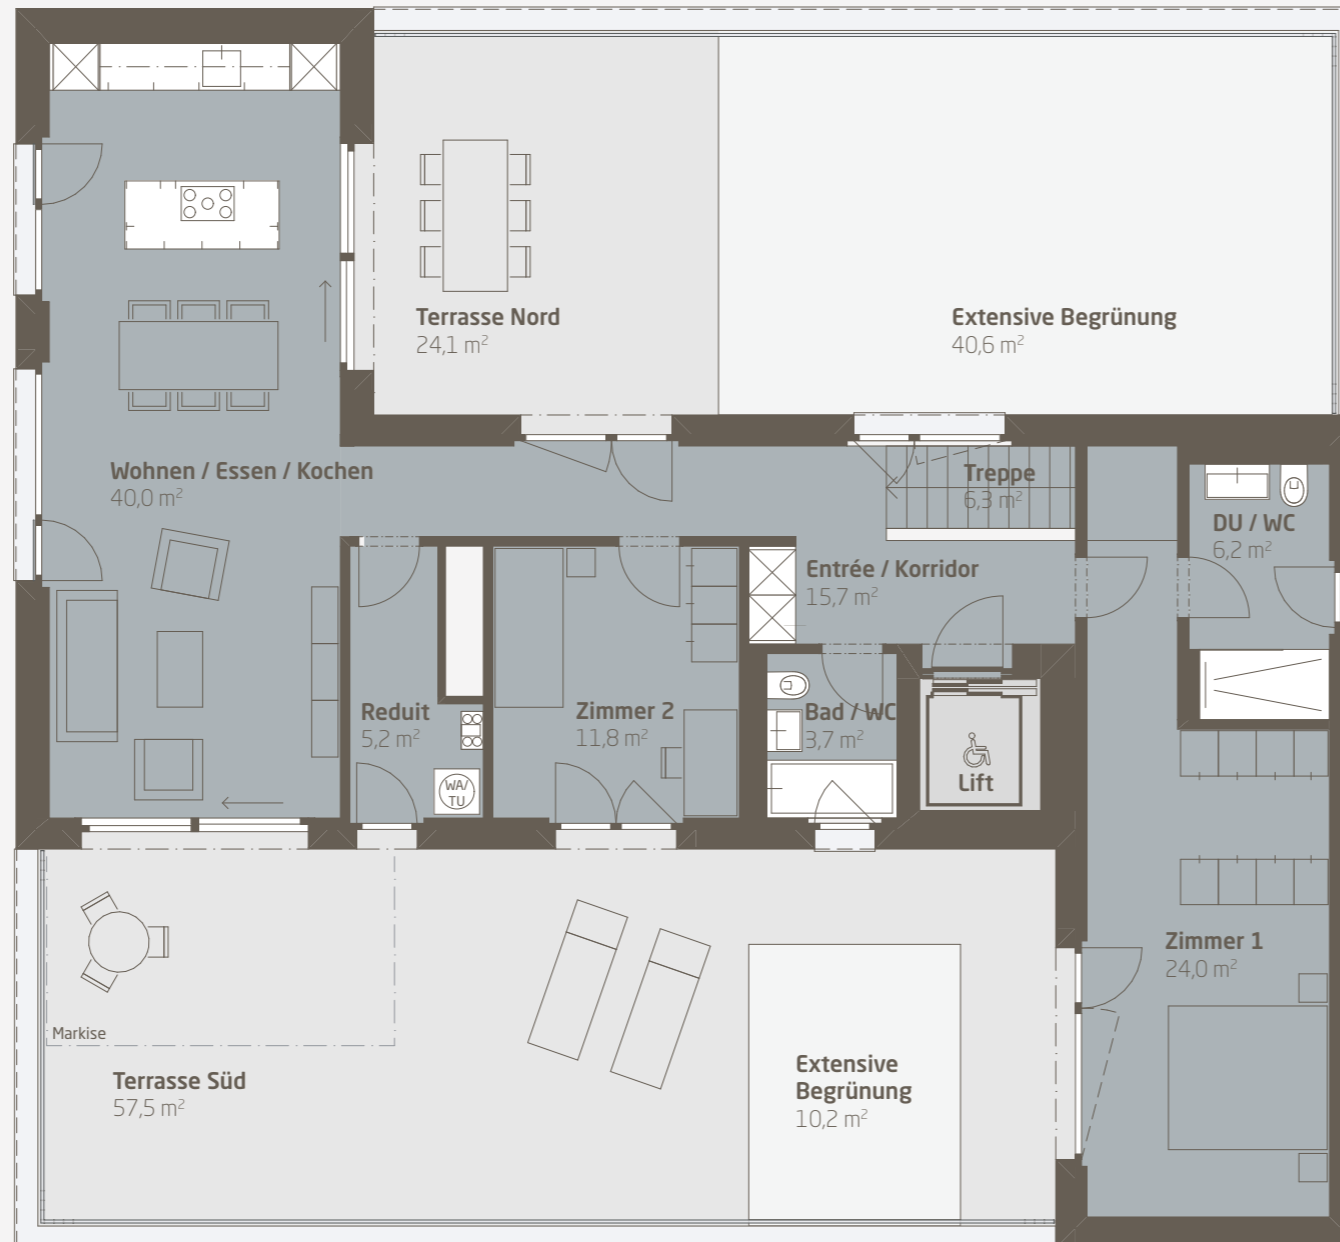 Terrasse Nord
24,1 m²
Extensive Begrünung
40,6 m²
Wohnen / Essen / Kochen
40,0 m²
Treppe
6,3 m²
DU / WC
6,2 m²
Entrée / Korridor
15,7 m²
Reduit
5,2 m²
Zimmer 2
11,8 m²
Bad / WC
3,7 m²
Lift
WA/
TU
Zimmer 1
24,0 m²
Markise
Terrasse Süd
57,5 m²
Extensive
Begrünung
10,2 m²